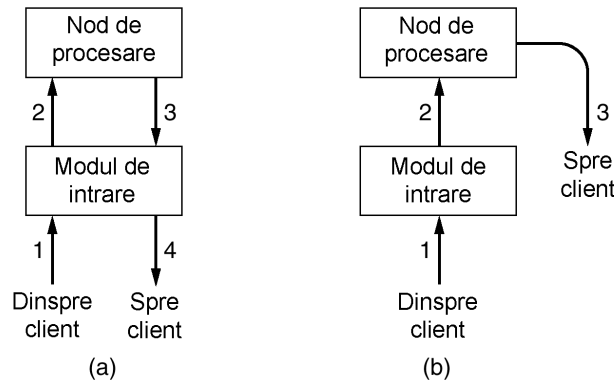 Nod de
procesare
2
3
Modul de
intrare
1
4
Dinspre
client
Spre
client
(a)
Nod de
procesare
2
3
Spre
client
Modul de
intrare
1
Dinspre
client
(b)